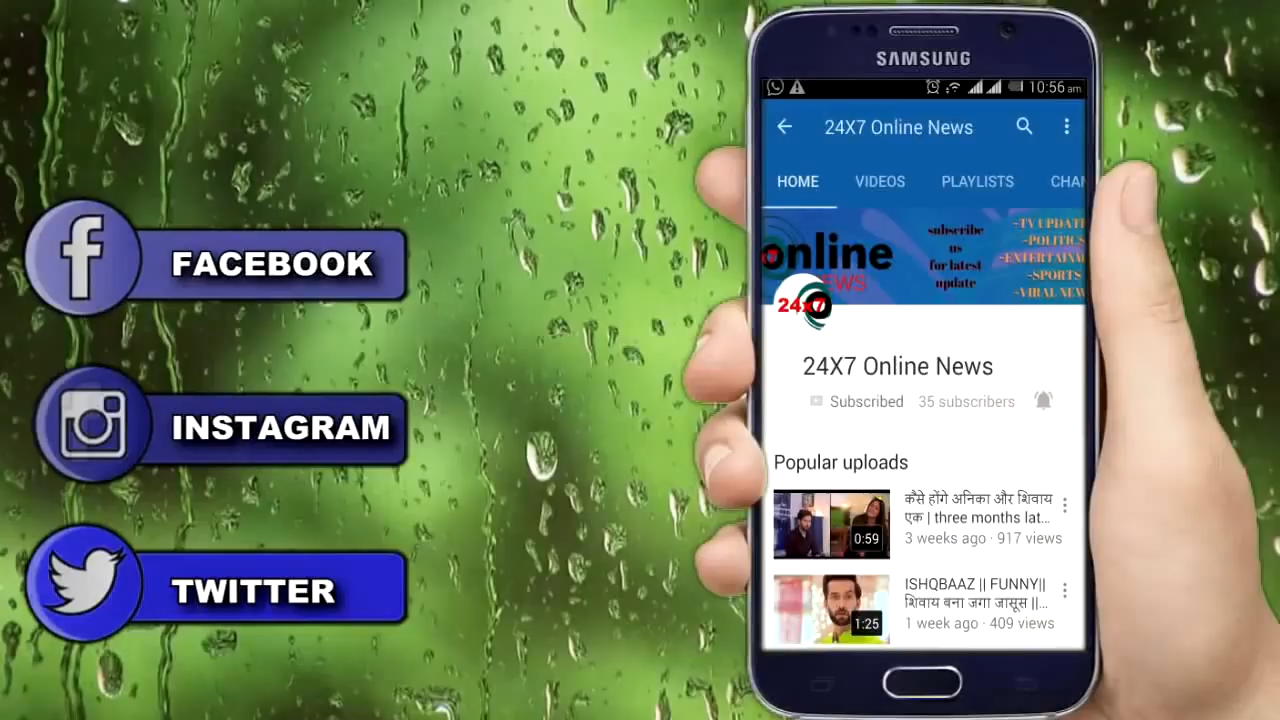 FACEBOOK
INSTAGRAM
TWITTER
SAMSUNG
10:56 am
24X7 Online News
HOME VIDEOS PLAYLISTS CHAN
online
NEWS
subscribe
us
for latest
update
~TV UPDATE
~POLITICS
~ENTERTAINM
~SPORTS
~VIRAL NEW
24x7
24X7 Online News
Subscribed 35 subscribers
Popular uploads
कैसे होंगे अनिका और शिवाय
एक | three months lat...
3 weeks ago · 917 views
0:59
ISHQBAAZ || FUNNY||
शिवाय बना जगा जासूस ||...
1 week ago · 409 views
1:25